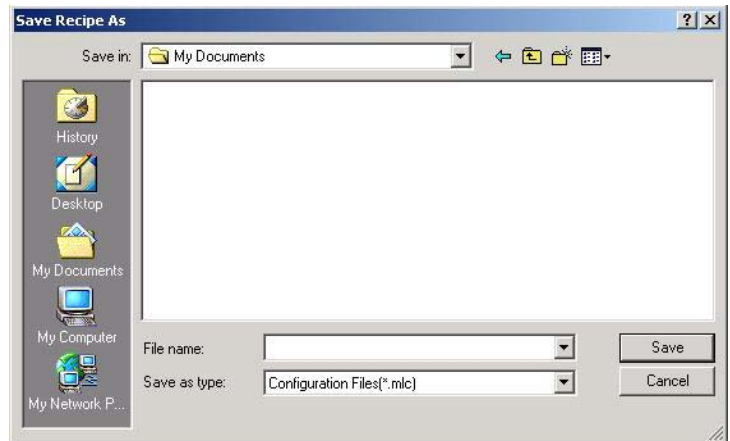 Save Recipe As
Save in: My Documents
History
Desktop
My Documents
My Computer
My Network P...
File name:
Save as type: Configuration Files(*.mlc)
Save
Cancel